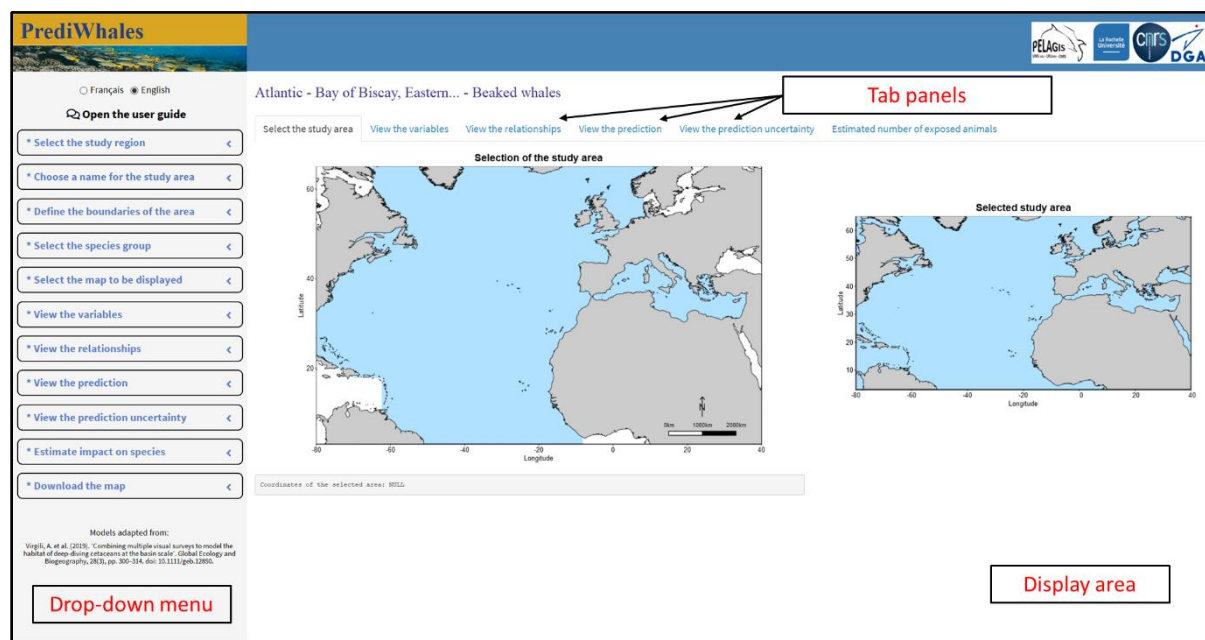 PrediWhales
PELAGIS
La Rochelle
Université
cnrs
DGA
Français
English
Open the user guide
* Select the study region
* Choose a name for the study area
* Define the boundaries of the area
* Select the species group
* Select the map to be displayed
* View the variables
* View the relationships
* View the prediction
* View the prediction uncertainty
* Estimate impact on species
* Download the map
Models adapted from:
Virgili, A. et al. (2019). 'Combining multiple visual surveys to model the
habitat of deep-diving cetaceans at the basin scale'. Global Ecology and
Biogeography, 28(3), pp. 300–314. doi: 10.1111/geb.12850.
Drop-down menu
Atlantic - Bay of Biscay, Eastern... - Beaked whales
Tab panels
Select the study area View the variables View the relationships View the prediction View the prediction uncertainty Estimated number of exposed animals
Selection of the study area
60
40
20
Latitude
N
0km 1000km 2000km
-80 -60 -40 -20 0 20 40
Longitude
Coordinates of the selected area: NULL
Selected study area
60
50
40
30
20
10
Latitude
-80 -60 -40 -20 0 20 40
Longitude
Display area